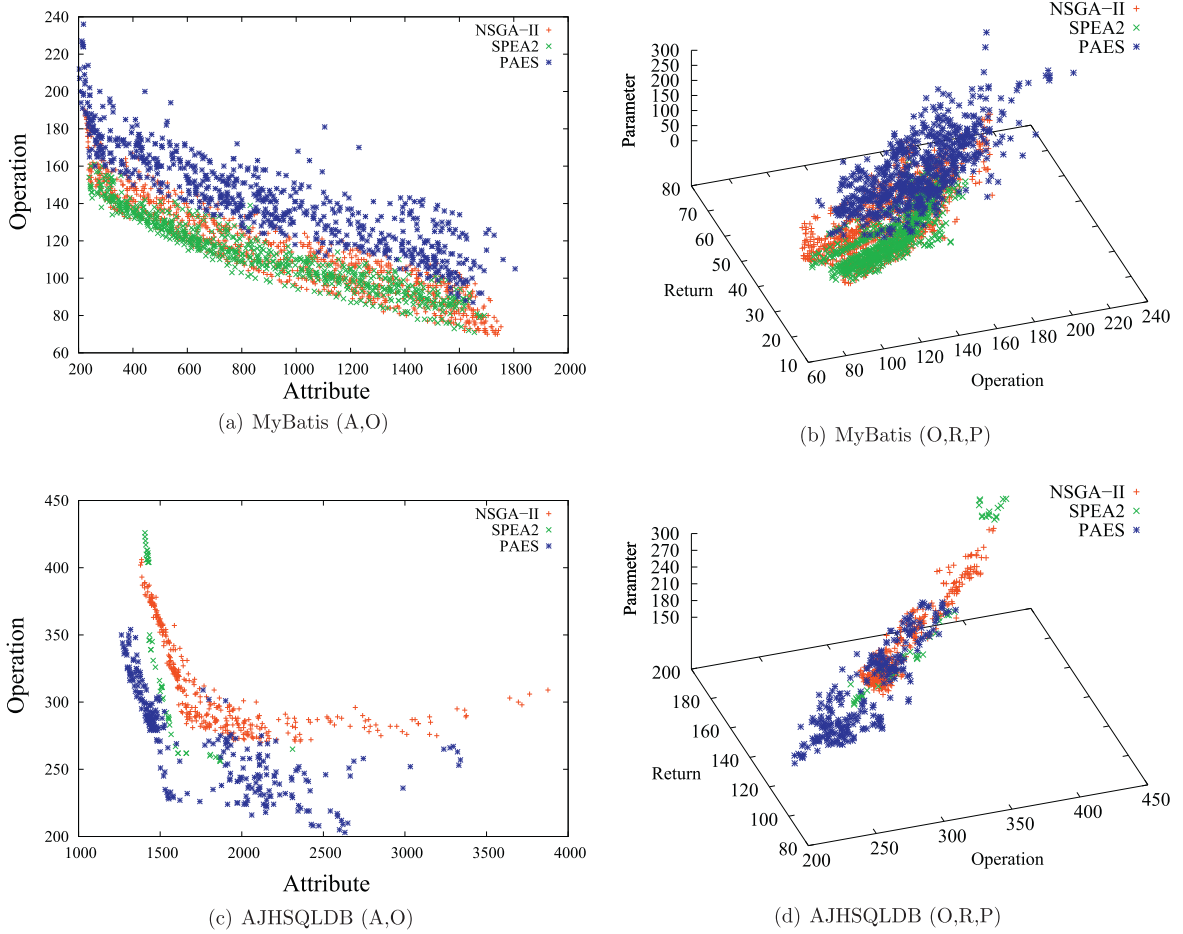 240
220
200
180
160
140
120
100
80
60
200
400
600
800
1000
1200
1400
1600
1800
2000
Operation
Attribute
NSGA−II
SPEA2
PAES
(a) MyBatis (A,O)
NSGA−II
SPEA2
PAES
300
250
200
150
100
50
0
Parameter
80
70
60
50
40
30
20
10
Return
60
80
100
120
140
160
180
200
220
240
Operation
(b) MyBatis (O,R,P)
450
400
350
300
250
200
1000
1500
2000
2500
3000
3500
4000
Operation
Attribute
NSGA−II
SPEA2
PAES
(c) AJHSQLDB (A,O)
NSGA−II
SPEA2
PAES
300
270
240
210
180
150
Parameter
200
180
160
140
120
100
80
Return
200
250
300
350
400
450
Operation
(d) AJHSQLDB (O,R,P)